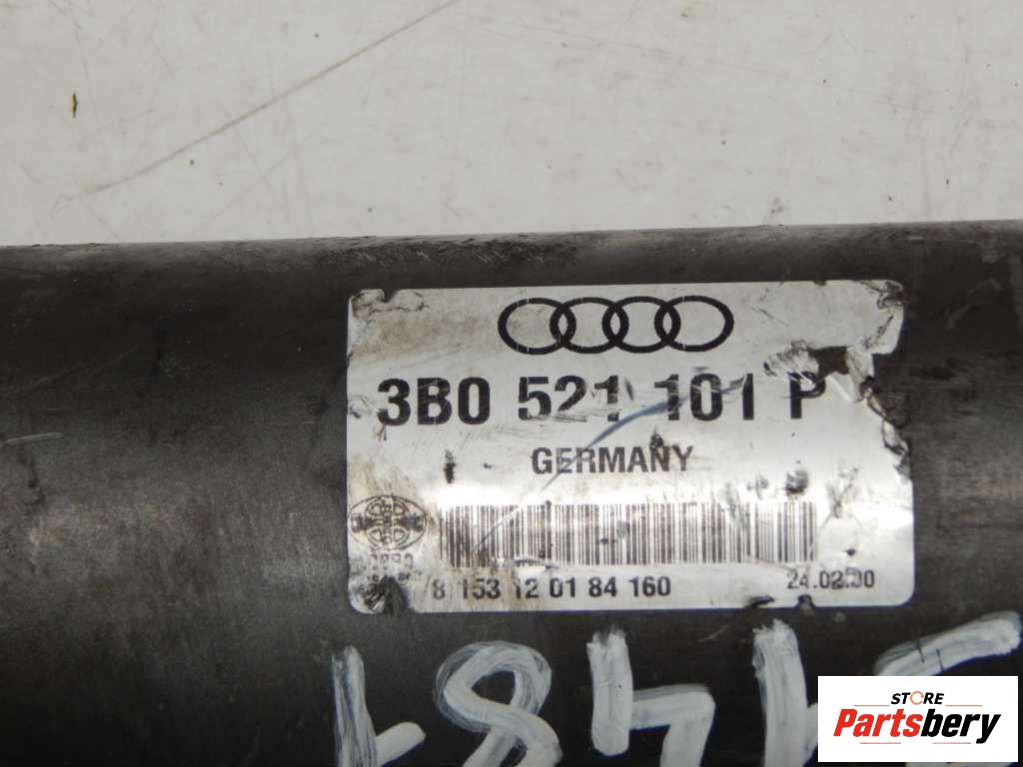 3B0 521 101 P
GERMANY
8 153 12 01 84 160
24.02.00
STORE
Partsbery